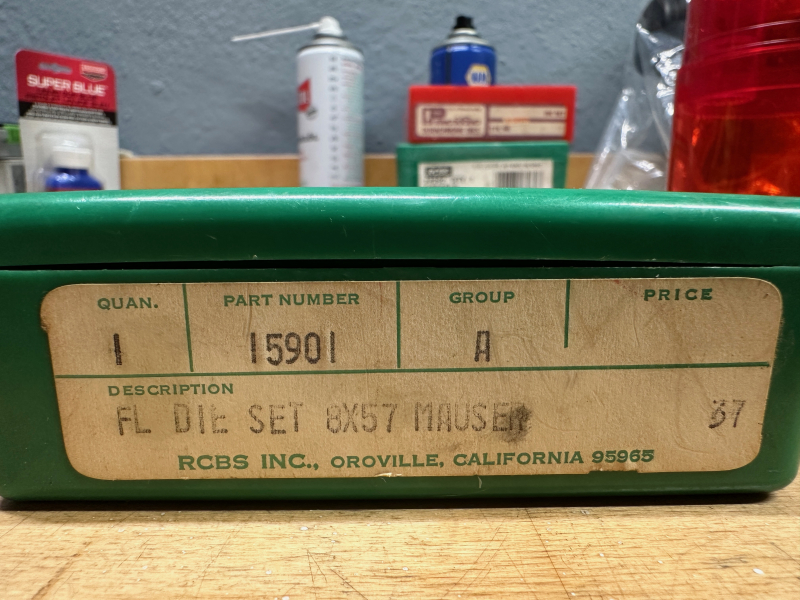 SUPER BLUE
QUAN. PART NUMBER GROUP PRICE
1 15901 A
DESCRIPTION
FL DIE SET 8X57 MAUSER 37
RCBS INC., OROVILLE, CALIFORNIA 95965